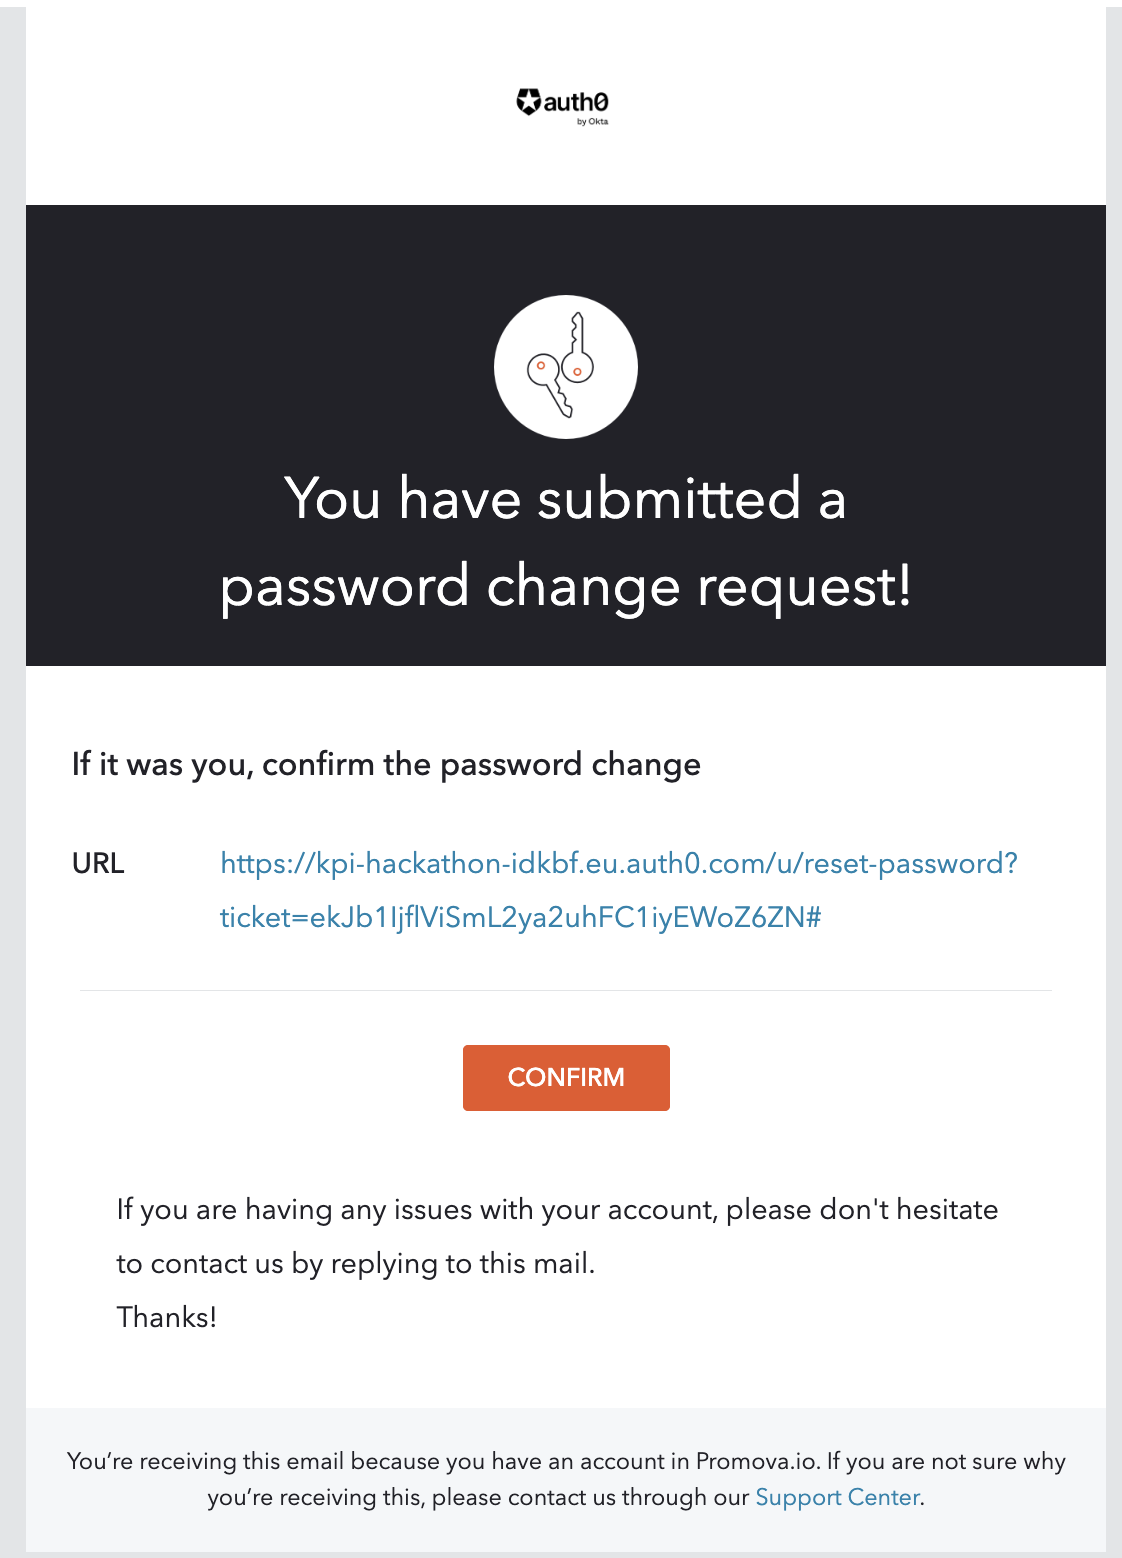 auth0
by Okta
You have submitted a
password change request!
If it was you, confirm the password change
URL
https://kpi-hackathon-idkbf.eu.auth0.com/u/reset-password?
ticket=ekJb1IjflViSmL2ya2uhFC1iyEWoZ6ZN#
CONFIRM
If you are having any issues with your account, please don't hesitate
to contact us by replying to this mail.
Thanks!
You’re receiving this email because you have an account in Promova.io. If you are not sure why
you’re receiving this, please contact us through our Support Center.